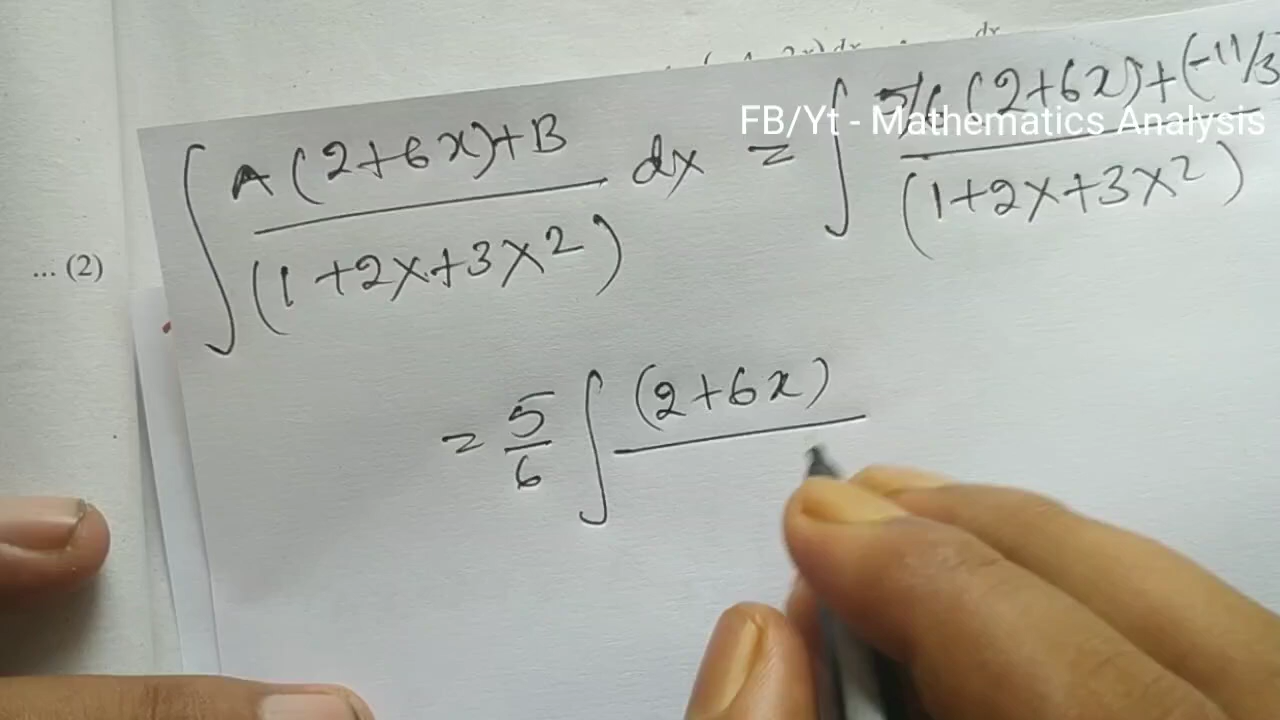 ∫ A(2+6x)+B / (1+2x+3x²) dx = ∫ 5/6 (2+6x)+(-11/3 / (1+2x+3x²)
FB/Yt - Mathematics Analysis
... (2)
= 5/6 ∫ (2+6x)